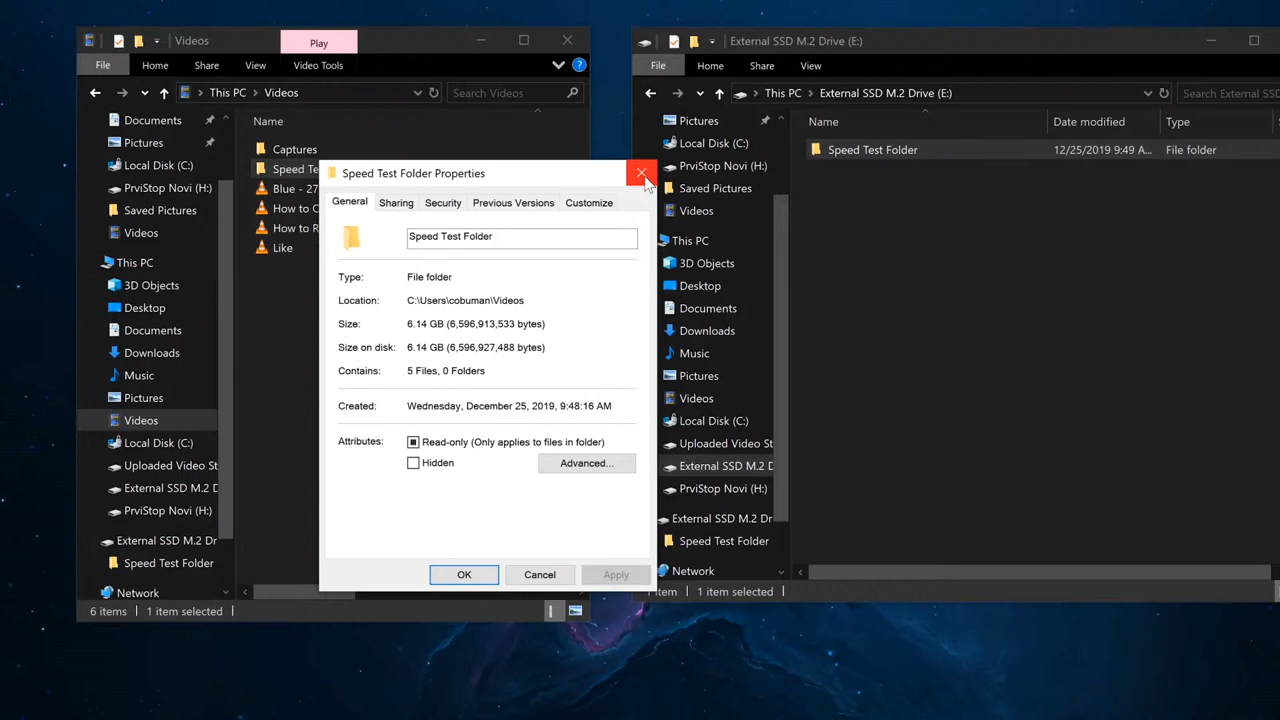 Videos
Play
File
Home
Share
View
Video Tools
This PC > Videos
Search Videos
Documents
Pictures
Local Disk (C:)
PrviStop Novi (H:)
Saved Pictures
Videos
This PC
3D Objects
Desktop
Documents
Downloads
Music
Pictures
Videos
Local Disk (C:)
Uploaded Video St
External SSD M.2 D
PrviStop Novi (H:)
External SSD M.2 Dr
Speed Test Folder
Network
Name
Captures
Speed Te
Blue - 27
How to C
How to R
Like
6 items
1 item selected
Speed Test Folder Properties
General
Sharing
Security
Previous Versions
Customize
Speed Test Folder
Type: File folder
Location: C:\Users\cobuman\Videos
Size: 6.14 GB (6,596,913,533 bytes)
Size on disk: 6.14 GB (6,596,927,488 bytes)
Contains: 5 Files, 0 Folders
Created: Wednesday, December 25, 2019, 9:48:16 AM
Attributes: Read-only (Only applies to files in folder)
Hidden
Advanced...
OK
Cancel
Apply
External SSD M.2 Drive (E:)
File
Home
Share
View
This PC > External SSD M.2 Drive (E:)
Search External SSD
Pictures
Local Disk (C:)
PrviStop Novi (H:)
Saved Pictures
Videos
This PC
3D Objects
Desktop
Documents
Downloads
Music
Pictures
Videos
Local Disk (C:)
Uploaded Video St
External SSD M.2 D
PrviStop Novi (H:)
External SSD M.2 Dr
Speed Test Folder
Network
Name
Date modified
Type
Speed Test Folder
12/25/2019 9:49 A...
File folder
item
1 item selected